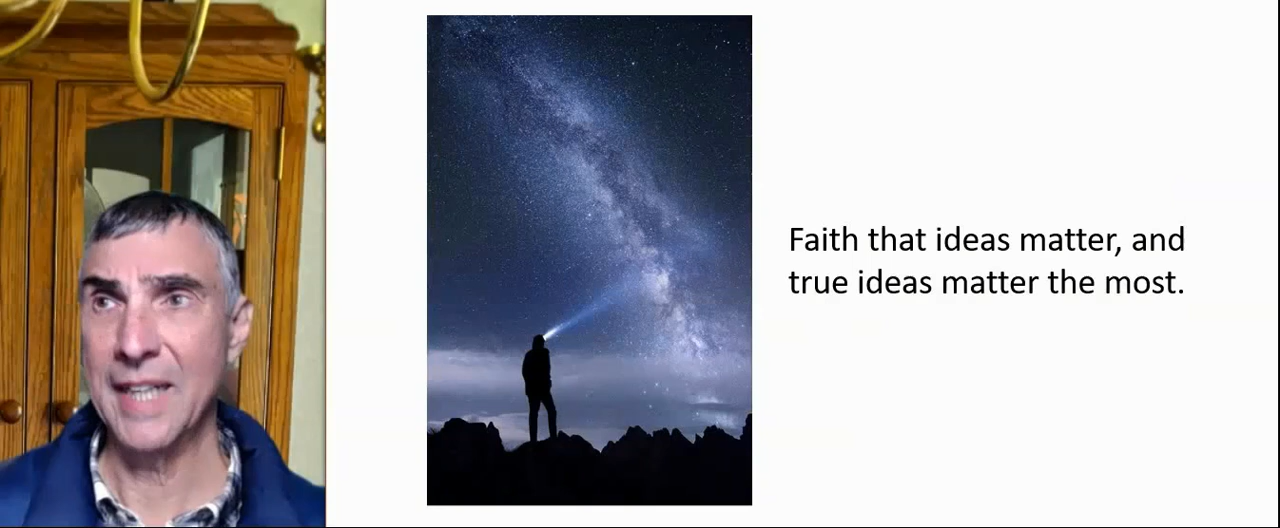 Faith that ideas matter, and
true ideas matter the most.